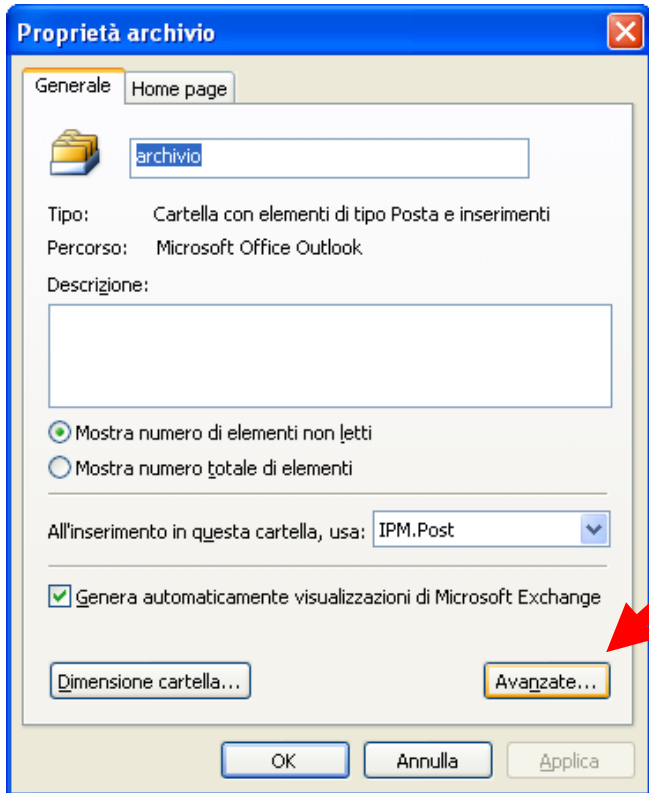 Proprietà archivio
Generale Home page
archivio
Tipo: Cartella con elementi di tipo Posta e inserimenti
Percorso: Microsoft Office Outlook
Descrizione:
Mostra numero di elementi non letti
Mostra numero totale di elementi
All'inserimento in questa cartella, usa: IPM.Post
Genera automaticamente visualizzazioni di Microsoft Exchange
Dimensione cartella... Avanzate...
OK Annulla Applica